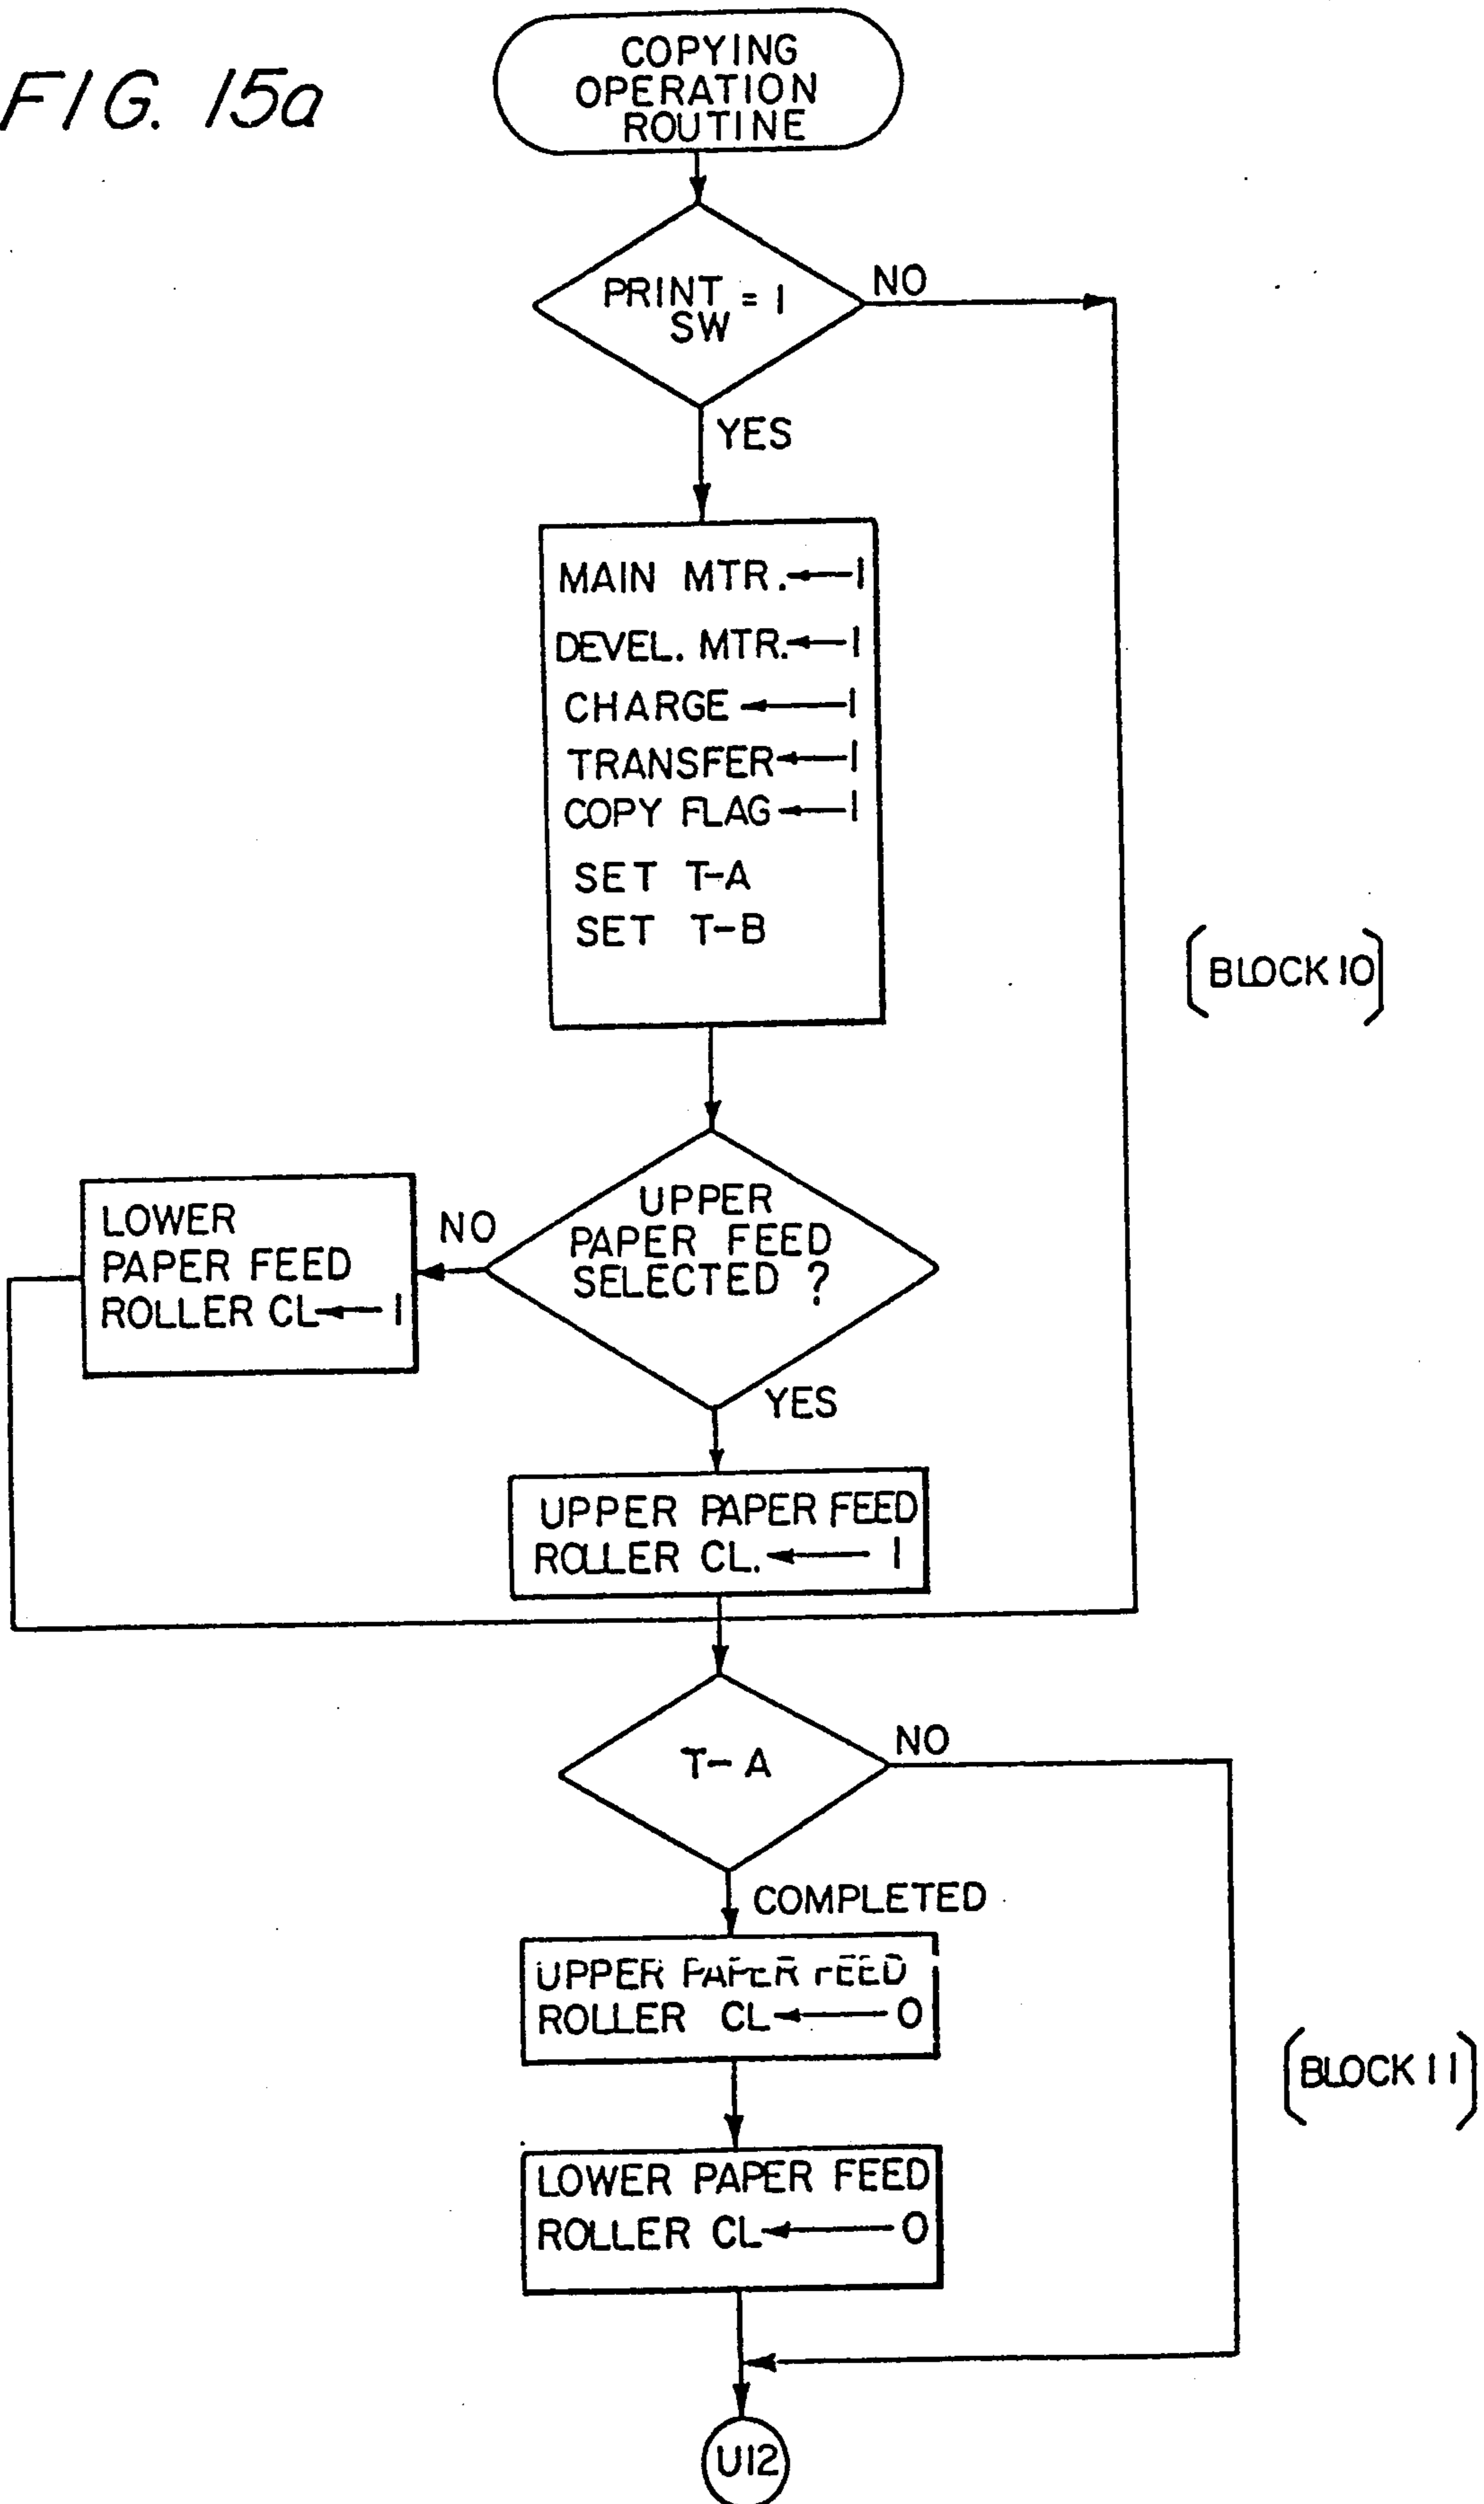 FIG. 15a
COPYING
OPERATION
ROUTINE
PRINT = 1
SW
NO
YES
MAIN MTR. ← 1
DEVEL. MTR. ← 1
CHARGE ← 1
TRANSFER ← 1
COPY FLAG ← 1
SET T-A
SET T-B
(BLOCK 10)
UPPER
PAPER FEED
SELECTED ?
NO
LOWER
PAPER FEED
ROLLER CL ← 1
YES
UPPER PAPER FEED
ROLLER CL. ← 1
T-A
NO
COMPLETED
UPPER PAPER FEED
ROLLER CL ← 0
(BLOCK 11)
LOWER PAPER FEED
ROLLER CL ← 0
U12